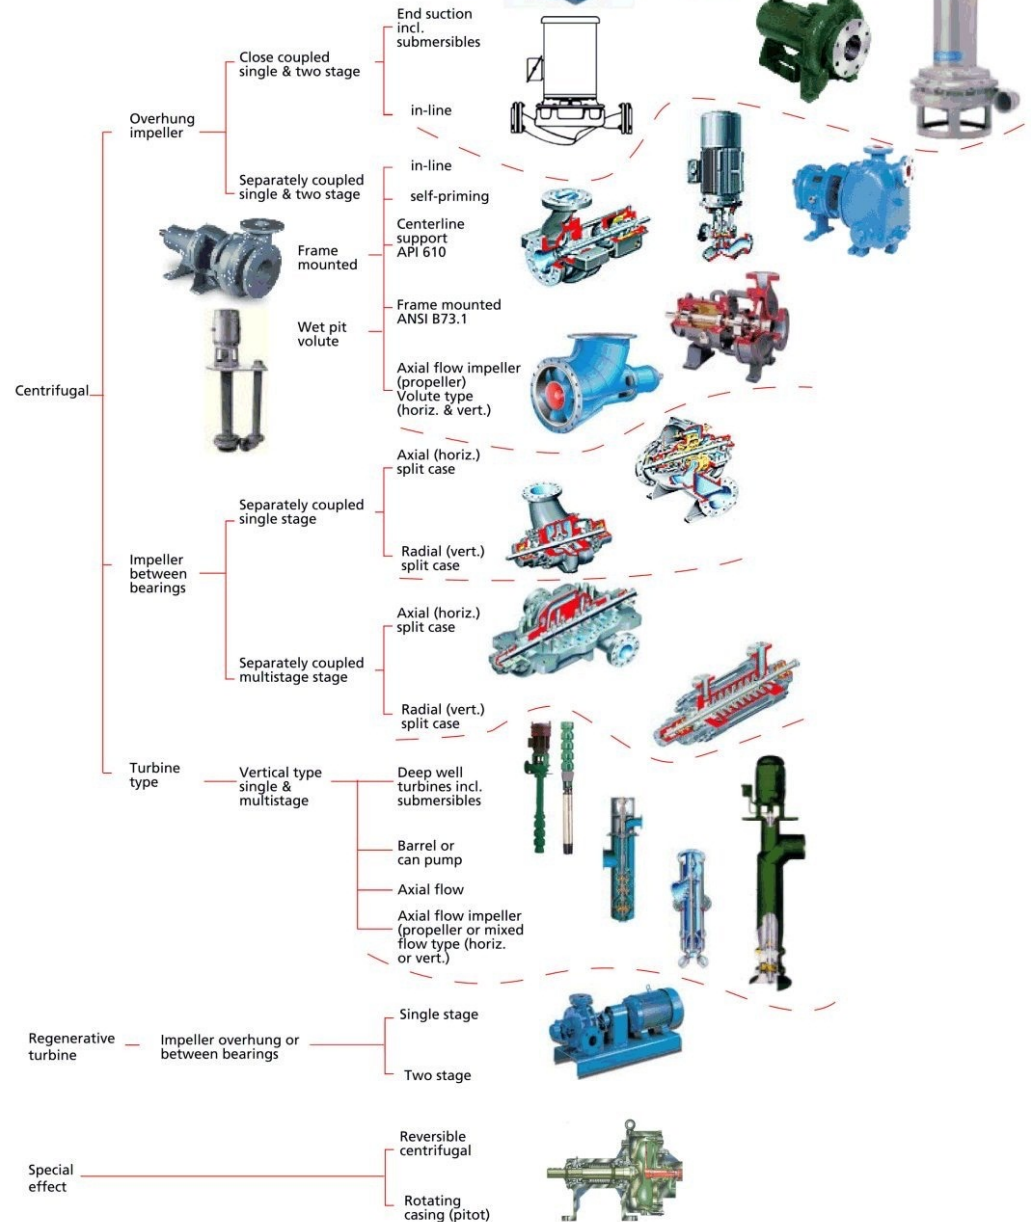 End suction
incl.
submersibles
Close coupled
single & two stage
in-line
Overhung
impeller
in-line
Separately coupled
single & two stage
self-priming
Centerline
support
API 610
Frame
mounted
Frame mounted
ANSI B73.1
Wet pit
volute
Axial flow impeller
(propeller)
Volute type
(horiz. & vert.)
Centrifugal
Axial (horiz.)
split case
Separately coupled
single stage
Radial (vert.)
split case
Impeller
between
bearings
Axial (horiz.)
split case
Separately coupled
multistage stage
Radial (vert.)
split case
Turbine
type
Vertical type
single &
multistage
Deep well
turbines incl.
submersibles
Barrel or
can pump
Axial flow
Axial flow impeller
(propeller or mixed
flow type (horiz.
or vert.)
Single stage
Regenerative
turbine
Impeller overhung or
between bearings
Two stage
Reversible
centrifugal
Special
effect
Rotating
casing (pitot)